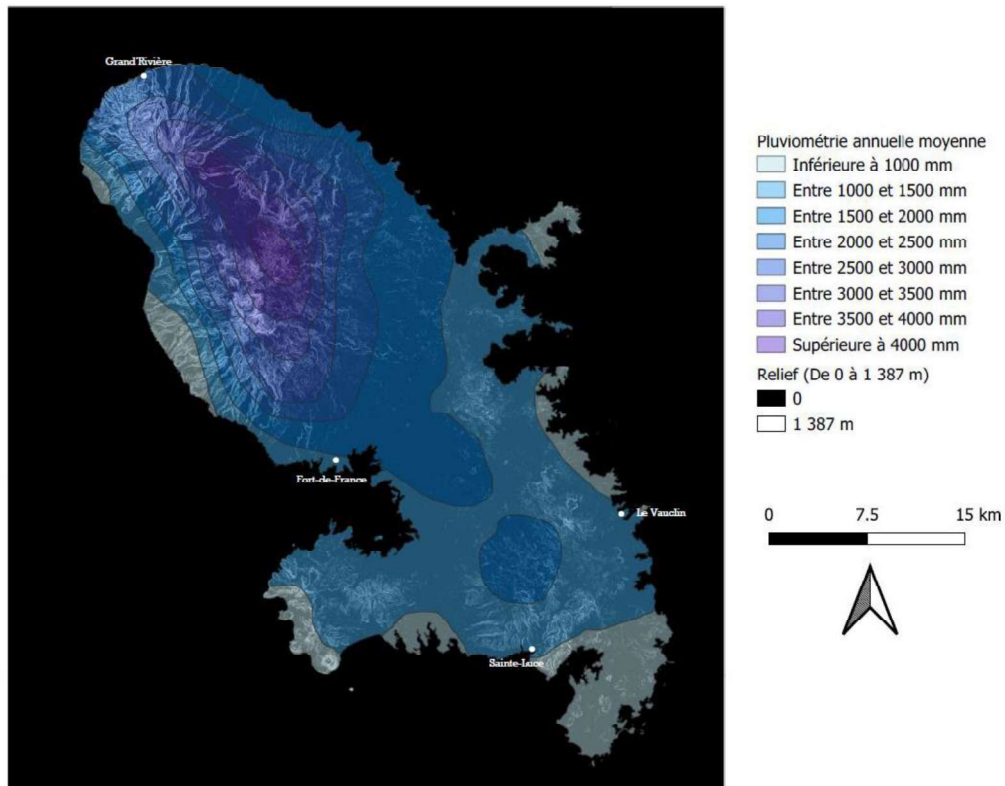 Grand'Rivière
Fort-de-France
Le Vauclin
Sainte-Luce
Pluviométrie annuelle moyenne
Inférieure à 1000 mm
Entre 1000 et 1500 mm
Entre 1500 et 2000 mm
Entre 2000 et 2500 mm
Entre 2500 et 3000 mm
Entre 3000 et 3500 mm
Entre 3500 et 4000 mm
Supérieure à 4000 mm
Relief (De 0 à 1 387 m)
0
1 387 m
0 7.5 15 km